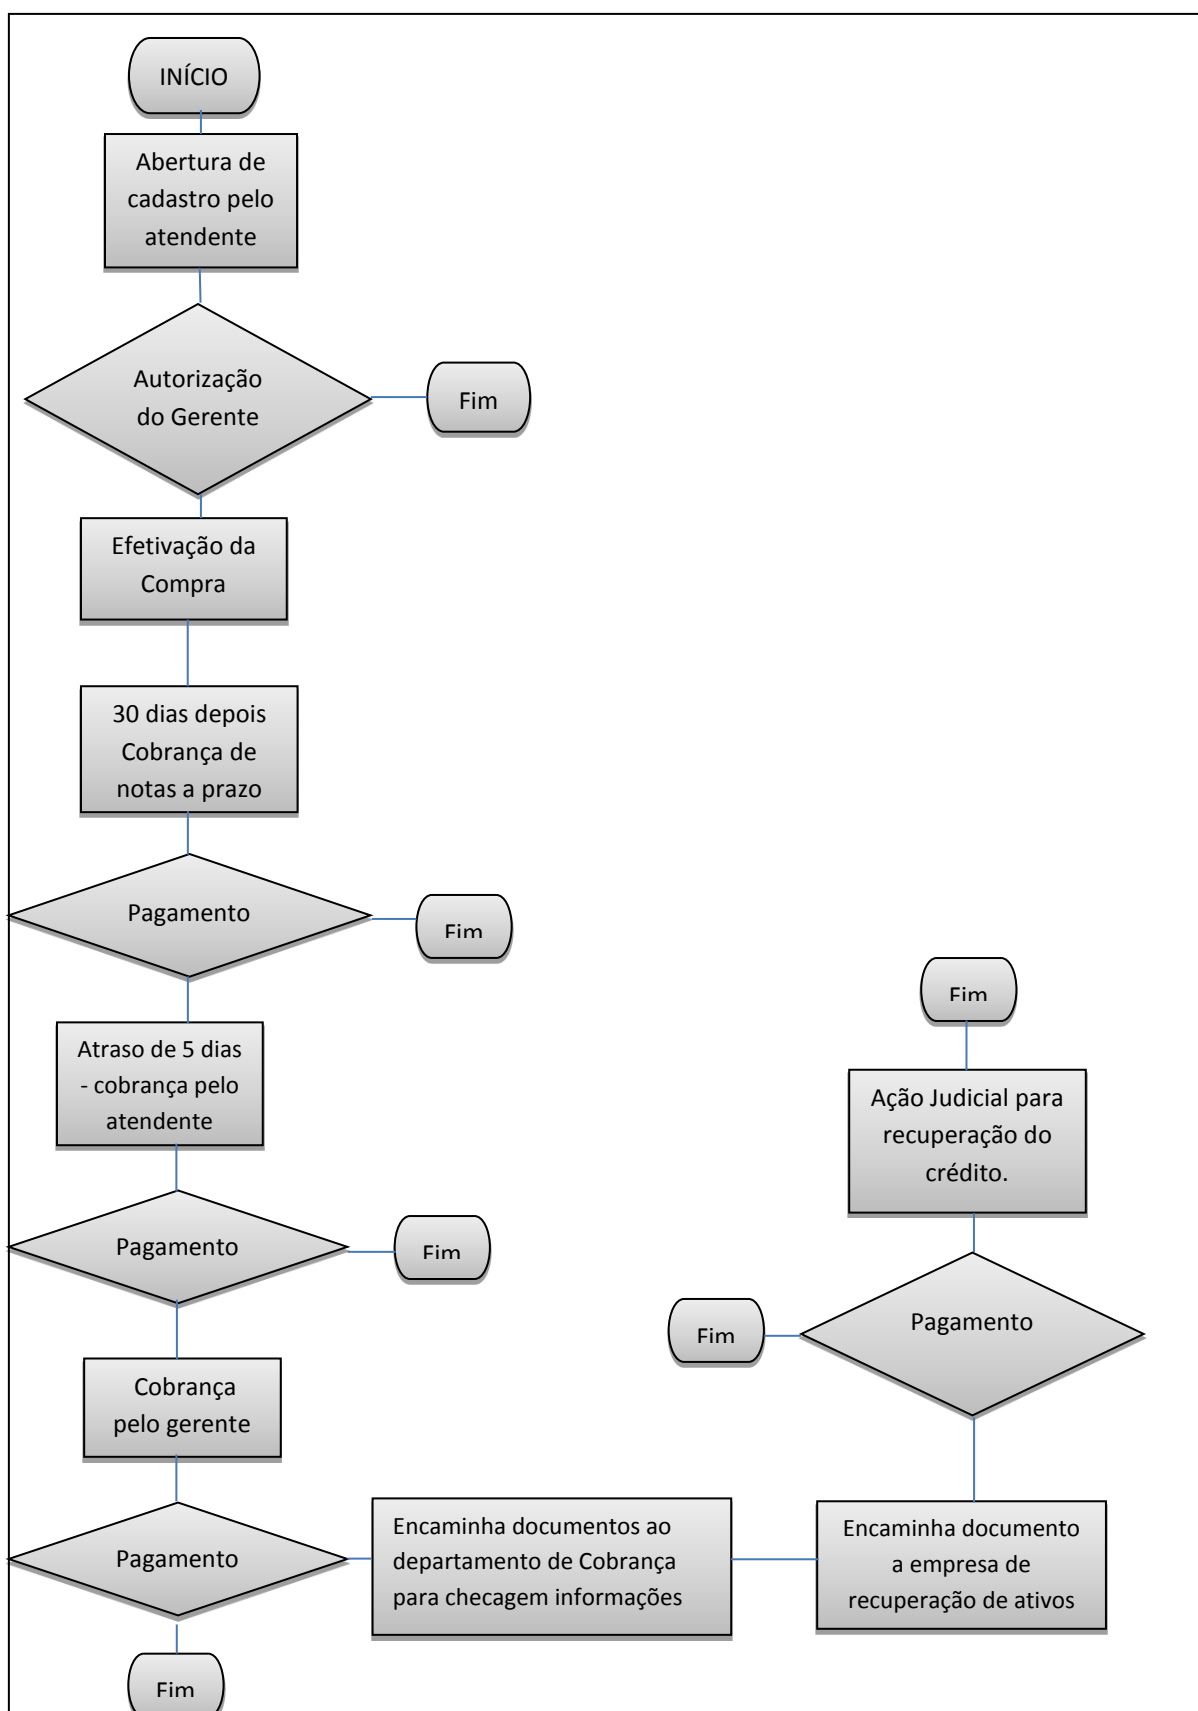 INÍCIO
Abertura de
cadastro pelo
atendente
Autorização
do Gerente
Fim
Efetivação da
Compra
30 dias depois
Cobrança de
notas a prazo
Pagamento
Fim
Atraso de 5 dias
- cobrança pelo
atendente
Pagamento
Fim
Cobrança
pelo gerente
Pagamento
Fim
Encaminha documentos ao
departamento de Cobrança
para checagem informações
Encaminha documento
a empresa de
recuperação de ativos
Pagamento
Fim
Ação Judicial para
recuperação do
crédito.
Fim